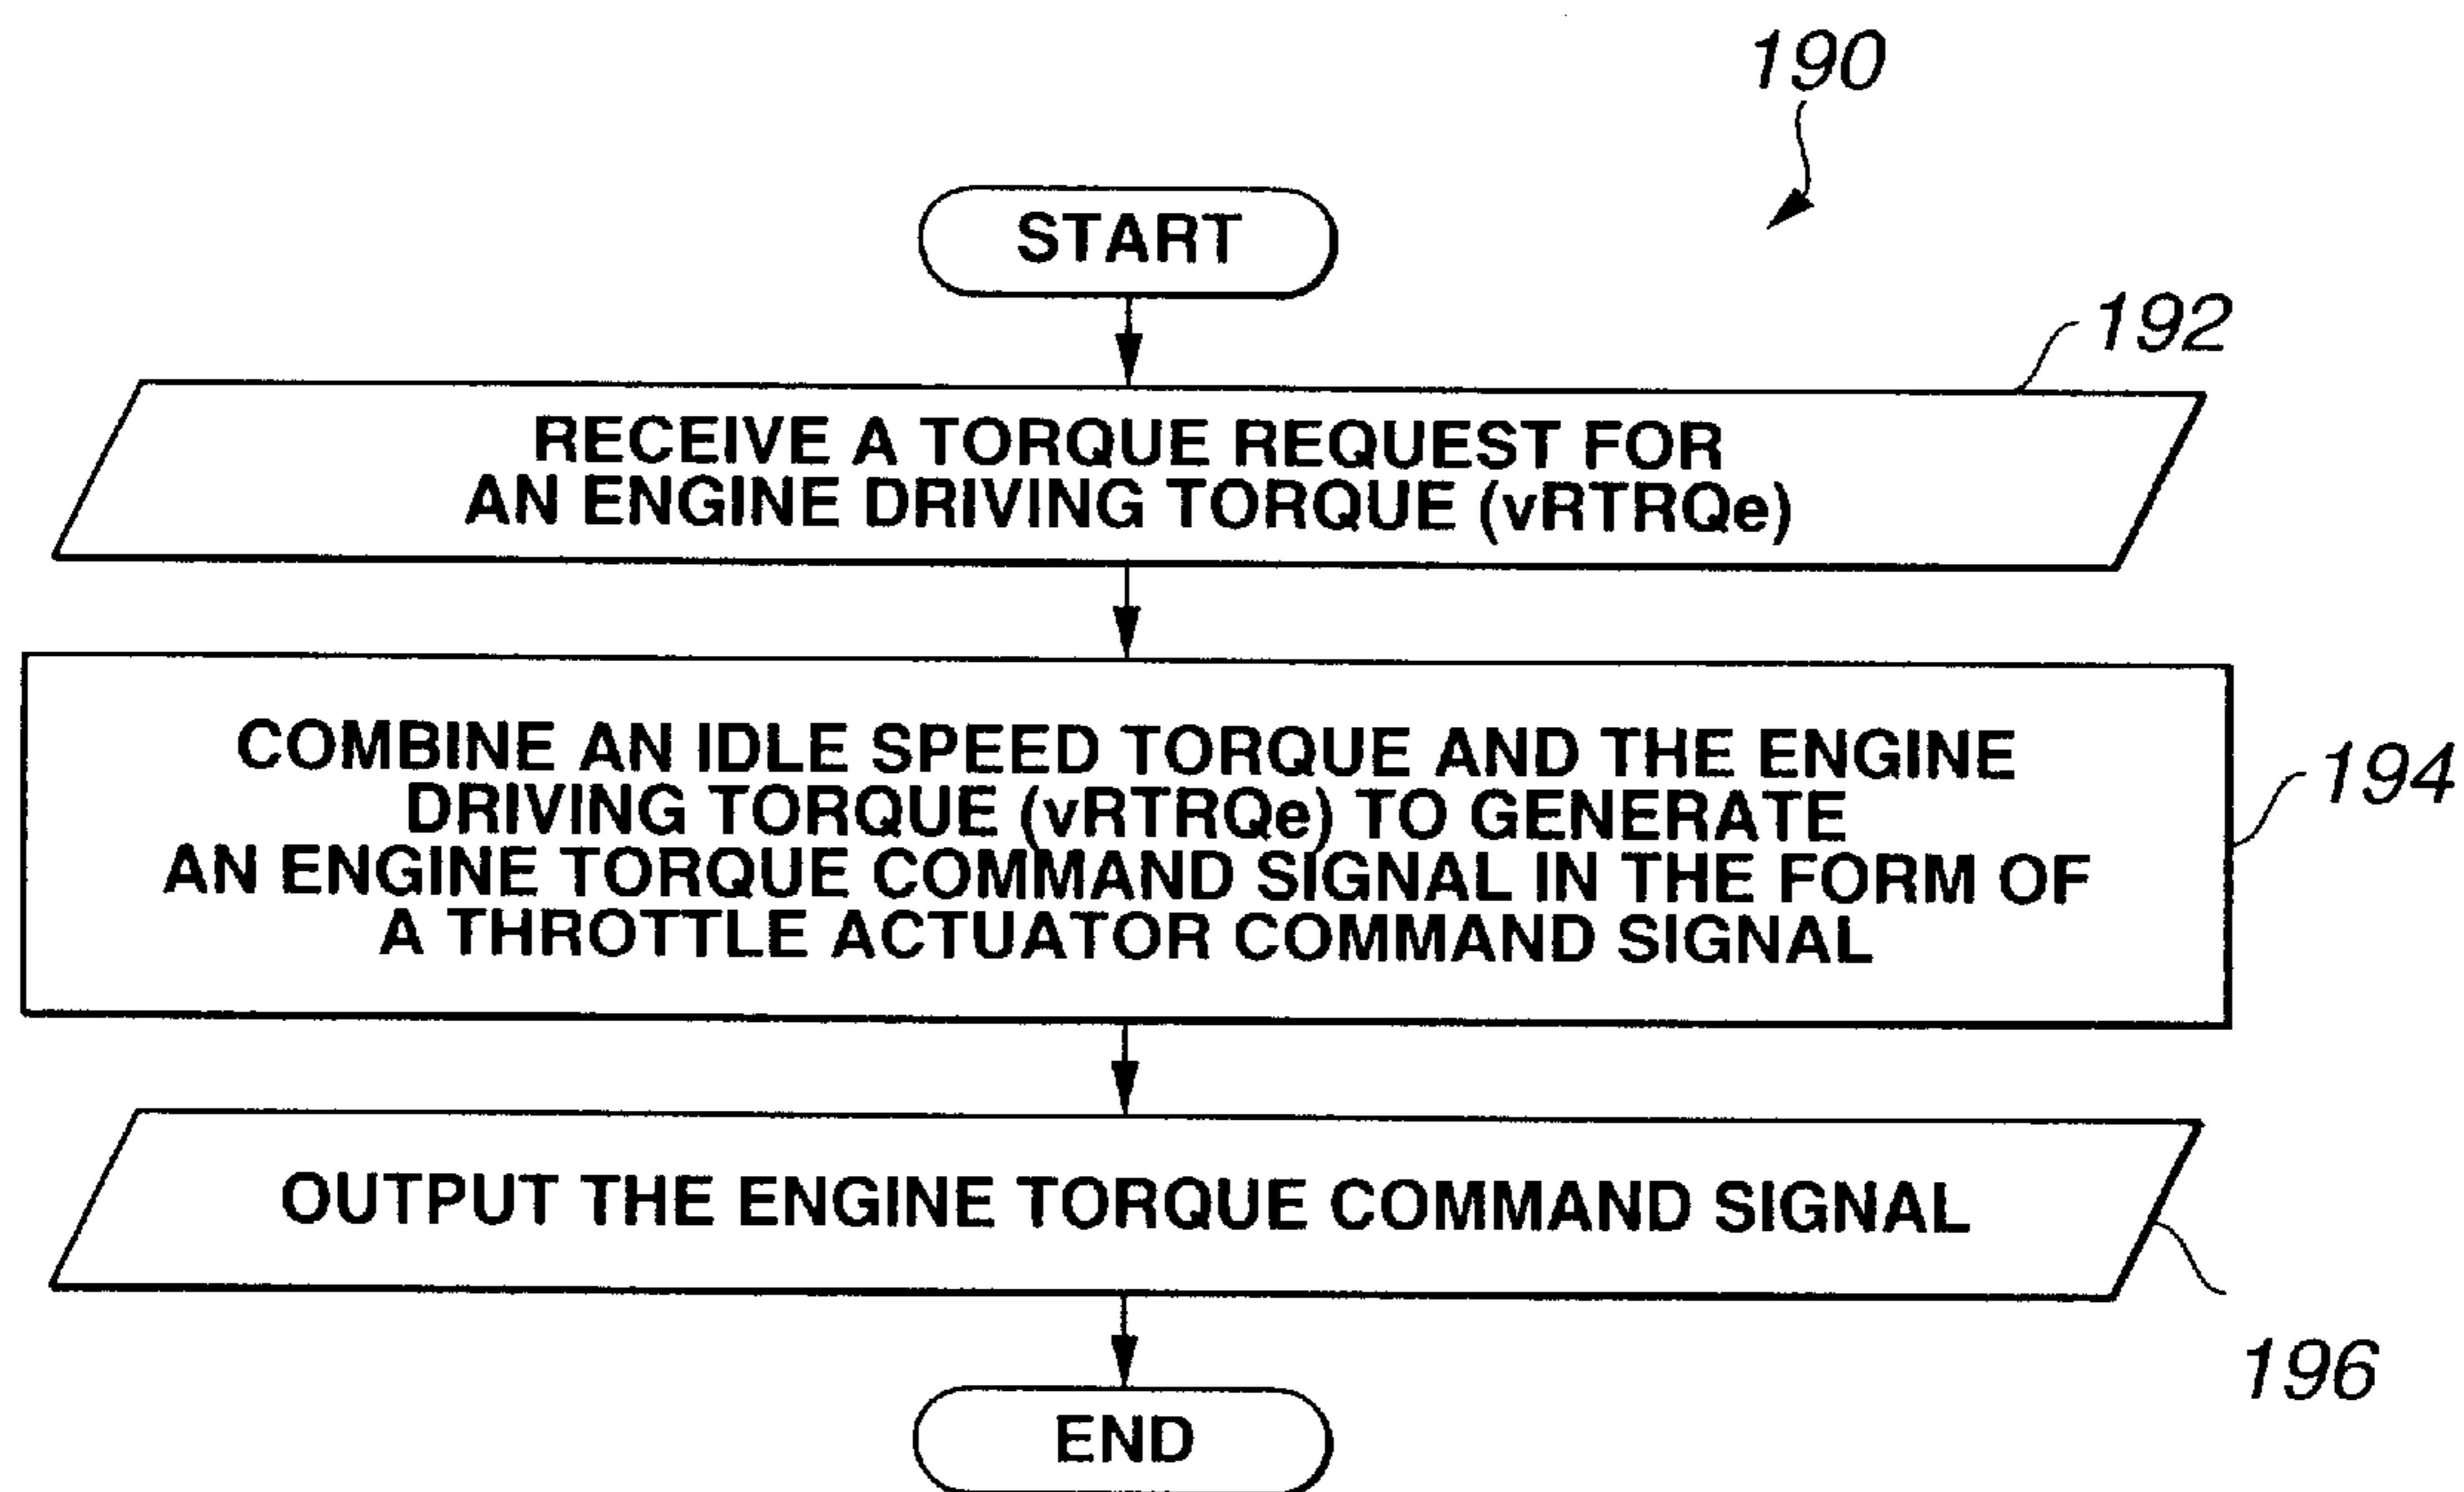 190
START
192
RECEIVE A TORQUE REQUEST FOR
AN ENGINE DRIVING TORQUE (vRTRQe)
COMBINE AN IDLE SPEED TORQUE AND THE ENGINE
DRIVING TORQUE (vRTRQe) TO GENERATE
AN ENGINE TORQUE COMMAND SIGNAL IN THE FORM OF
A THROTTLE ACTUATOR COMMAND SIGNAL
194
OUTPUT THE ENGINE TORQUE COMMAND SIGNAL
196
END